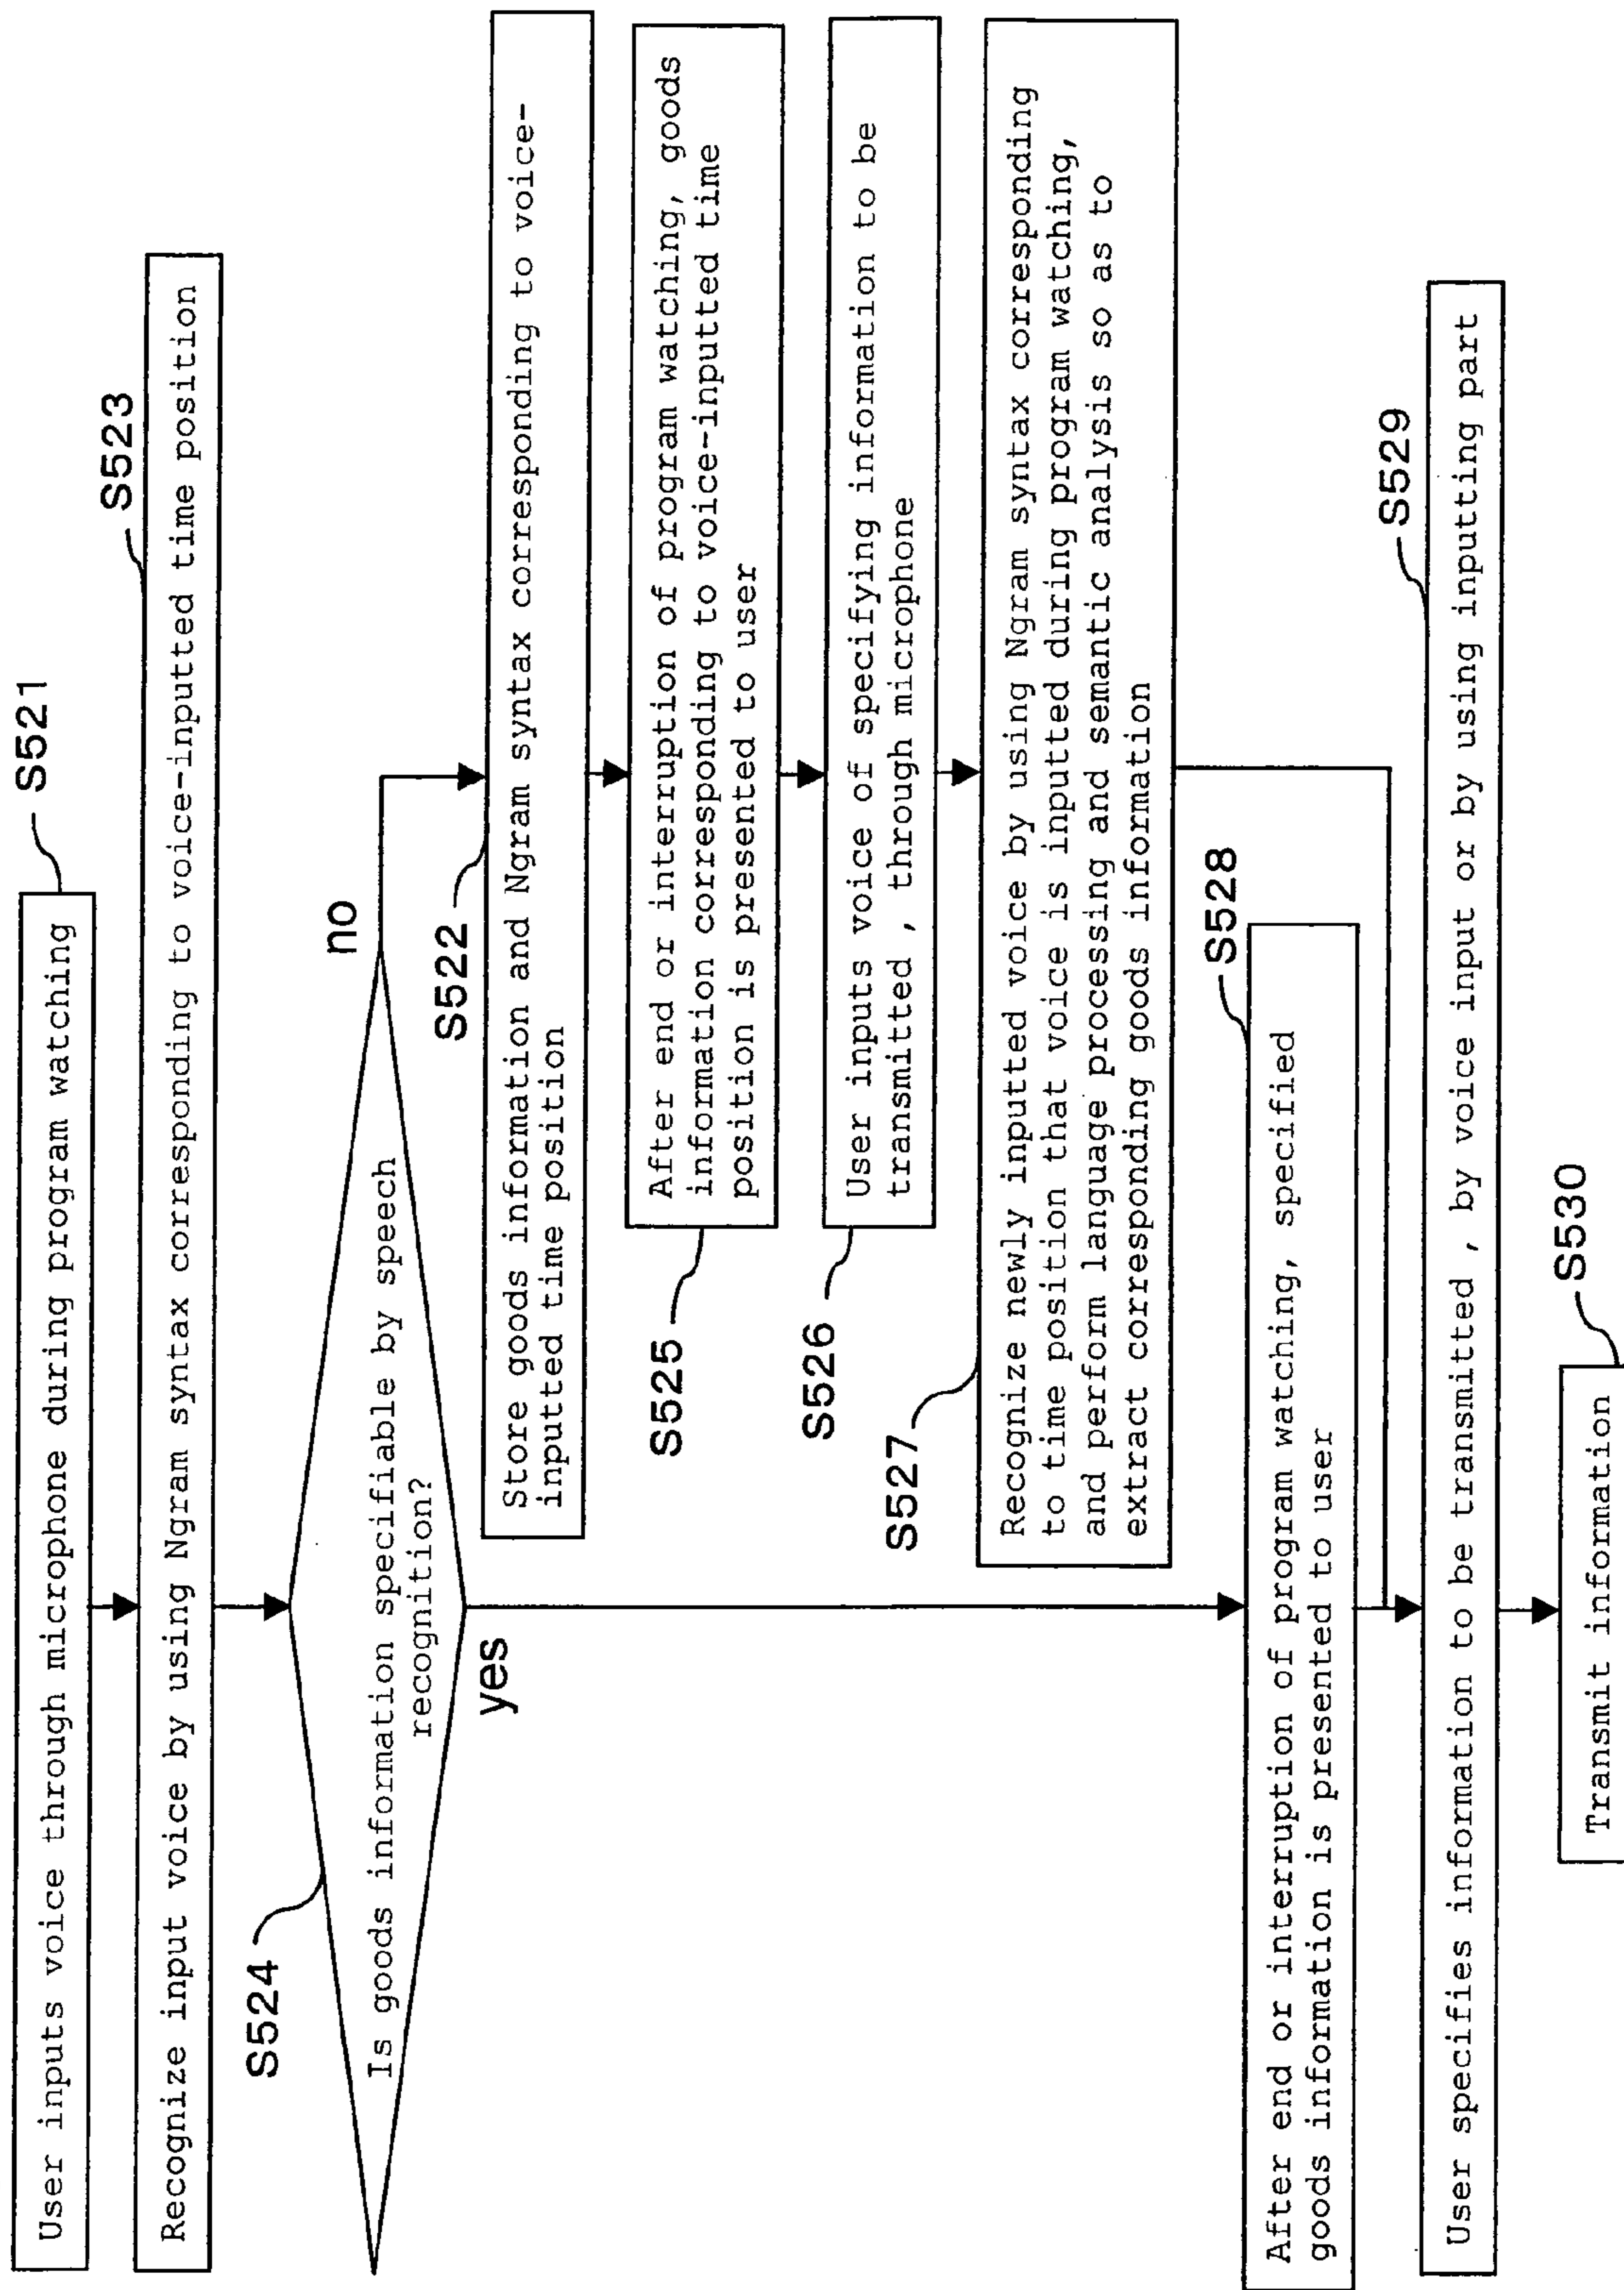 User inputs voice through microphone during program watching
S521
S523
Recognize input voice by using Ngram syntax corresponding to voice-inputted time position
S524
Is goods information specifiable by speech
recognition?
no
yes
S522
Store goods information and Ngram syntax corresponding to voice-
inputted time position
S525
After end or interruption of program watching, goods
information corresponding to voice-inputted time
position is presented to user
S526
User inputs voice of specifying information to be
transmitted , through microphone
S527
Recognize newly inputted voice by using Ngram syntax corresponding
to time position that voice is inputted during program watching,
and perform language processing and semantic analysis so as to
extract corresponding goods information
S528
After end or interruption of program watching, specified
goods information is presented to user
S529
User specifies information to be transmitted , by voice input or by using inputting part
S530
Transmit information